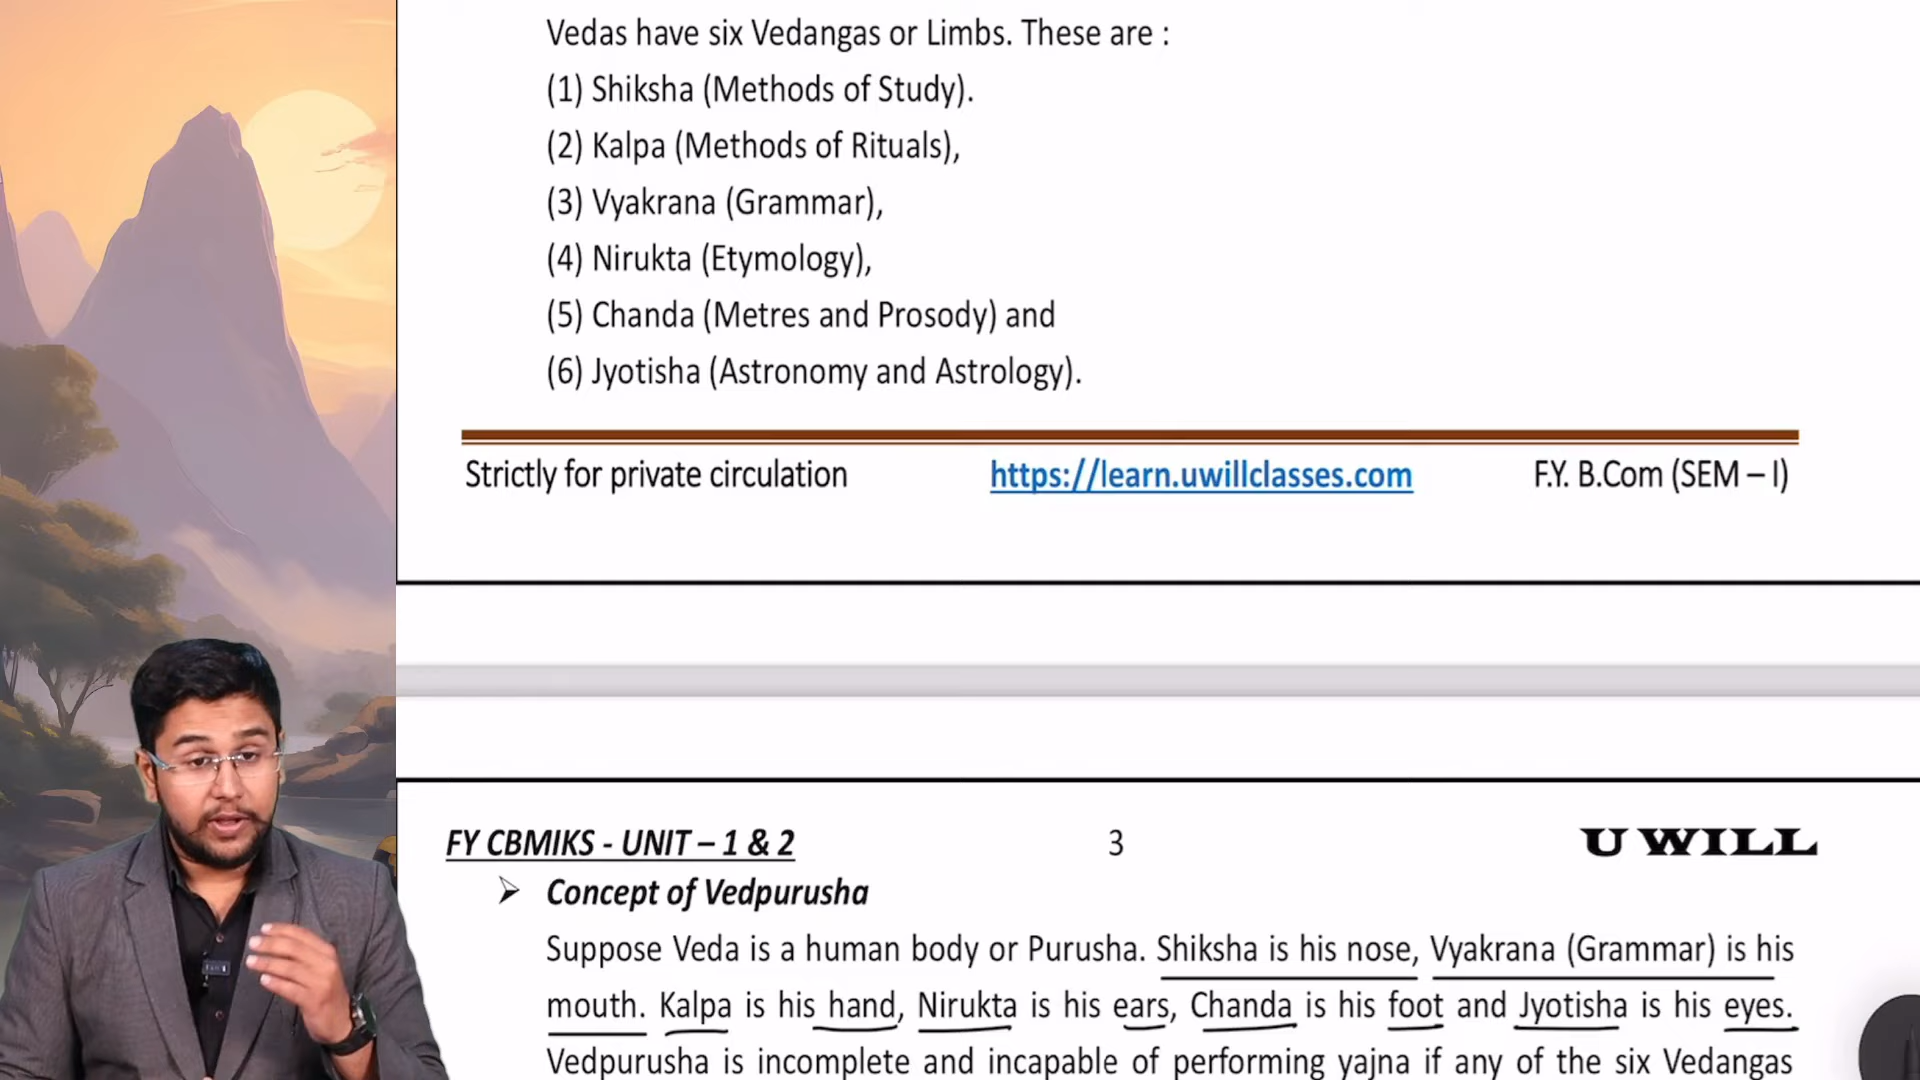 Vedas have six Vedangas or Limbs. These are :
(1) Shiksha (Methods of Study).
(2) Kalpa (Methods of Rituals),
(3) Vyakrana (Grammar),
(4) Nirukta (Etymology),
(5) Chanda (Metres and Prosody) and
(6) Jyotisha (Astronomy and Astrology).
Strictly for private circulation https://learn.uwillclasses.com F.Y. B.Com (SEM – I)
FY CBMIKS - UNIT – 1 & 2 3 U WILL
Concept of Vedpurusha
Suppose Veda is a human body or Purusha. Shiksha is his nose, Vyakrana (Grammar) is his
mouth. Kalpa is his hand, Nirukta is his ears, Chanda is his foot and Jyotisha is his eyes.
Vedpurusha is incomplete and incapable of performing yajna if any of the six Vedangas